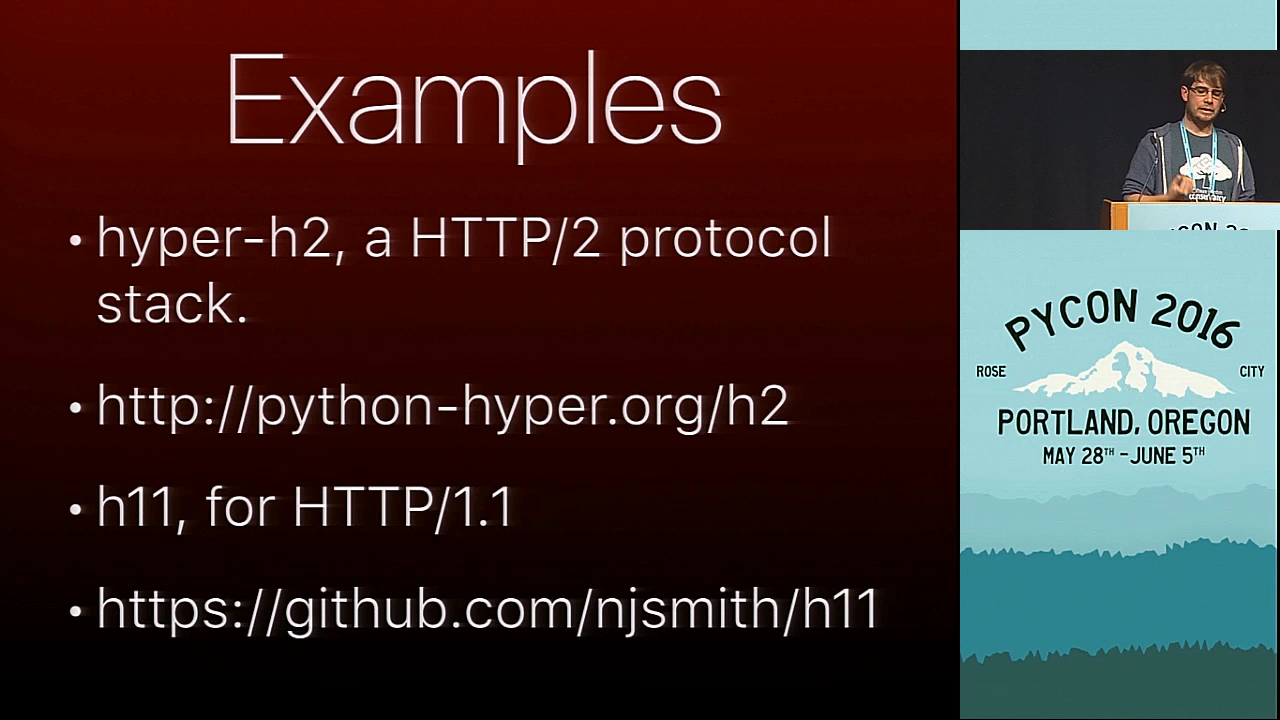 Examples
• hyper-h2, a HTTP/2 protocol
stack.
• http://python-hyper.org/h2
• h11, for HTTP/1.1
• https://github.com/njsmith/h11
PYCON 2016
ROSE CITY
PORTLAND, OREGON
MAY 28TH - JUNE 5TH